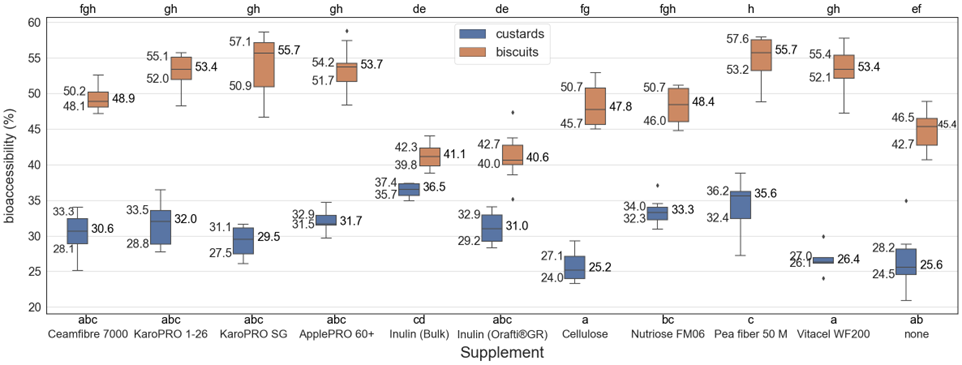 fgh gh gh gh de de fg fgh h gh ef
60
55
50
45
40
35
30
25
20
bioaccessibility (%)
custards
biscuits
50.2 48.1 48.9
55.1 52.0 53.4
57.1 50.9 55.7
54.2 51.7 53.7
42.3 39.8 41.1
42.7 40.0 40.6
50.7 45.7 47.8
50.7 46.0 48.4
57.6 53.2 55.7
55.4 52.1 53.4
46.5 42.7 45.4
33.3 28.1 30.6
33.5 28.8 32.0
31.1 27.5 29.5
32.9 31.5 31.7
37.4 35.7 36.5
32.9 29.2 31.0
27.1 24.0 25.2
34.0 32.3 33.3
36.2 32.4 35.6
27.0 26.1 26.4
28.2 24.5 25.6
abc abc abc abc cd abc a bc c a ab
Ceamfibre 7000 KaroPRO 1-26 KaroPRO SG ApplePRO 60+ Inulin (Bulk) Inulin (Orafti®GR) Cellulose Nutriose FM06 Pea fiber 50 M Vitacel WF200 none
Supplement